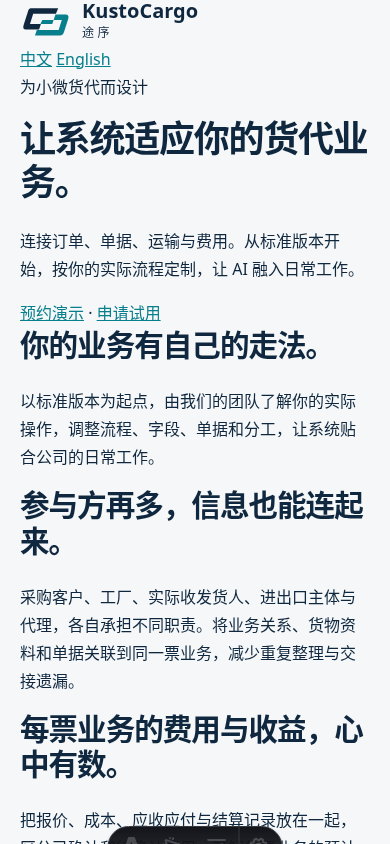 KustoCargo
途序
中文 English
为小微货代而设计
让系统适应你的货代业
务。
连接订单、单据、运输与费用。从标准版本开
始，按你的实际流程定制，让 AI 融入日常工作。
预约演示 · 申请试用
你的业务有自己的走法。
以标准版本为起点，由我们的团队了解你的实际
操作，调整流程、字段、单据和分工，让系统贴
合公司的日常工作。
参与方再多，信息也能连起
来。
采购客户、工厂、实际收发货人、进出口主体与
代理，各自承担不同职责。将业务关系、货物资
料和单据关联到同一票业务，减少重复整理与交
接遗漏。
每票业务的费用与收益，心
中有数。
把报价、成本、应收应付与结算记录放在一起，